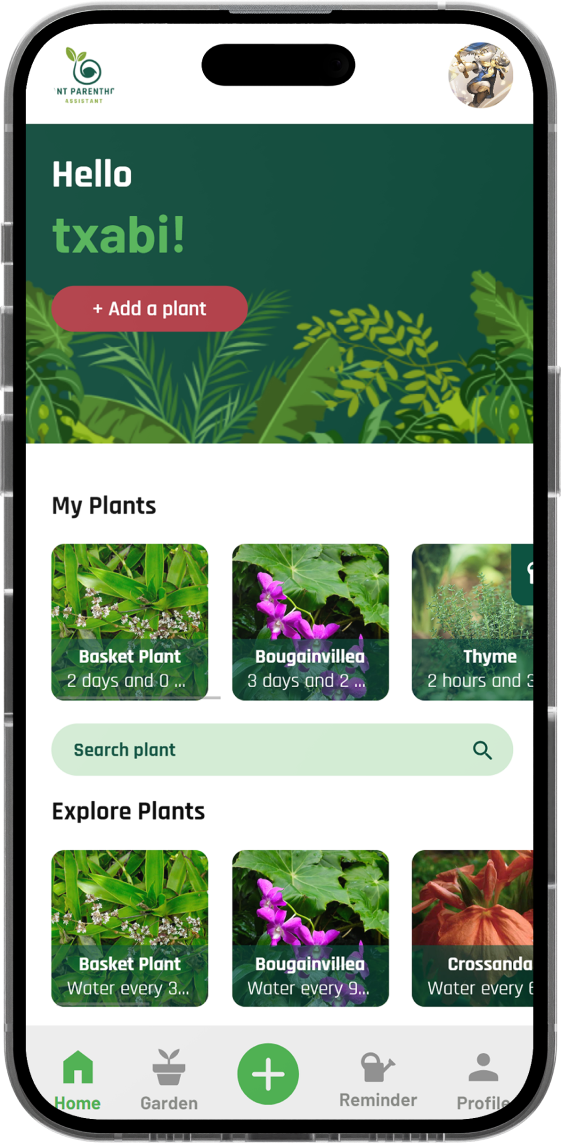 NT PARENTH
ASSISTANT
Hello
txabi!
+ Add a plant
My Plants
Basket Plant
2 days and 0 ...
Bougainvillea
3 days and 2 ...
Thyme
2 hours and 3
Search plant
Explore Plants
Basket Plant
Water every 3...
Bougainvillea
Water every 9...
Crossanda
Water every 6
Home
Garden
Reminder
Profile